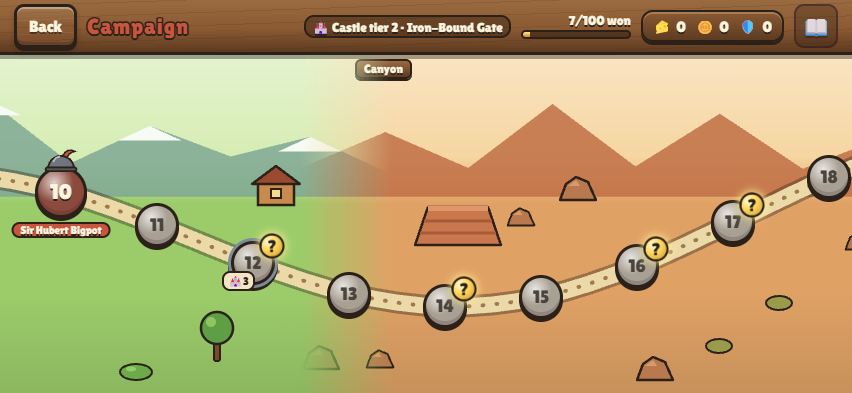 Back
Campaign
Castle tier 2 · Iron-Bound Gate
7/100 won
0
0
0
Canyon
10
Sir Hubert Bigpot
11
12
?
3
13
14
?
15
16
?
17
?
18